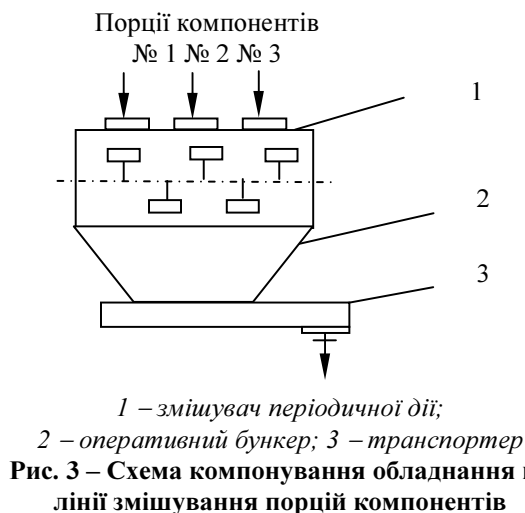 Порції компонентів
№ 1 № 2 № 3
1
2
3
1 – змішувач періодичної дії;
2 – оперативний бункер; 3 – транспортер
Рис. 3 – Схема компонування обладнання
лінії змішування порцій компонентів